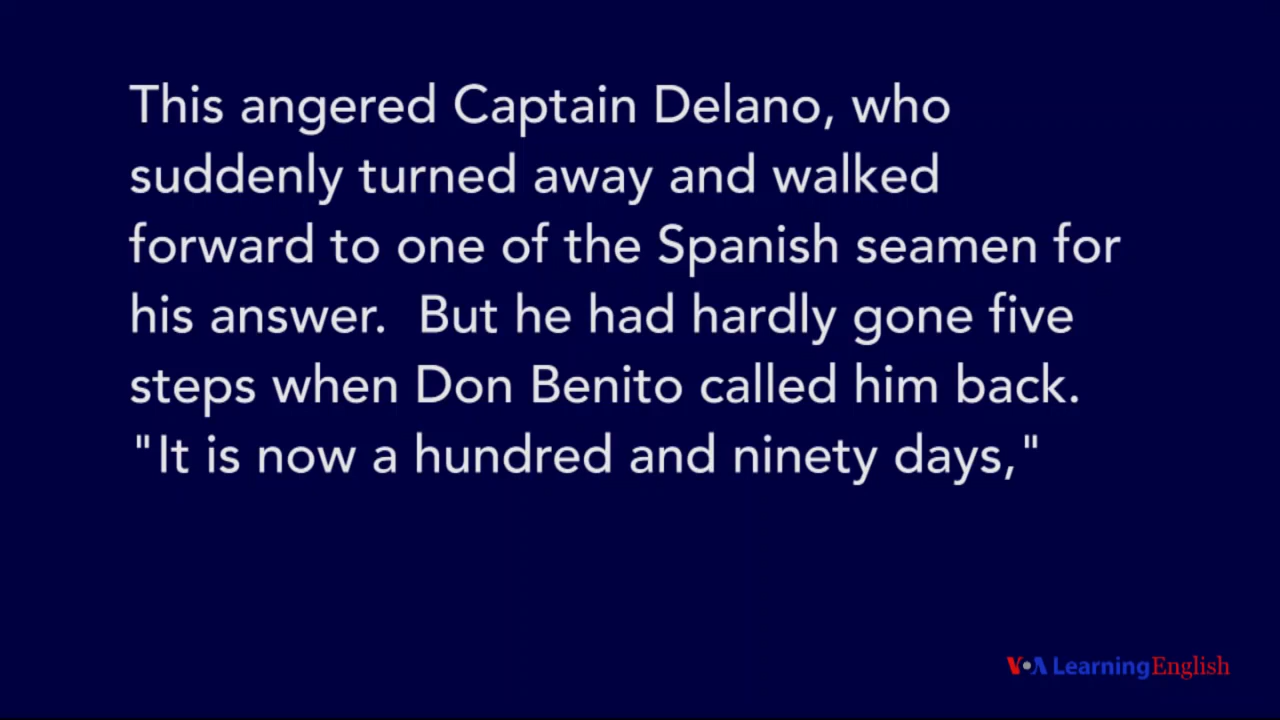 This angered Captain Delano, who
suddenly turned away and walked
forward to one of the Spanish seamen for
his answer.  But he had hardly gone five
steps when Don Benito called him back.
"It is now a hundred and ninety days,"
VOA Learning English